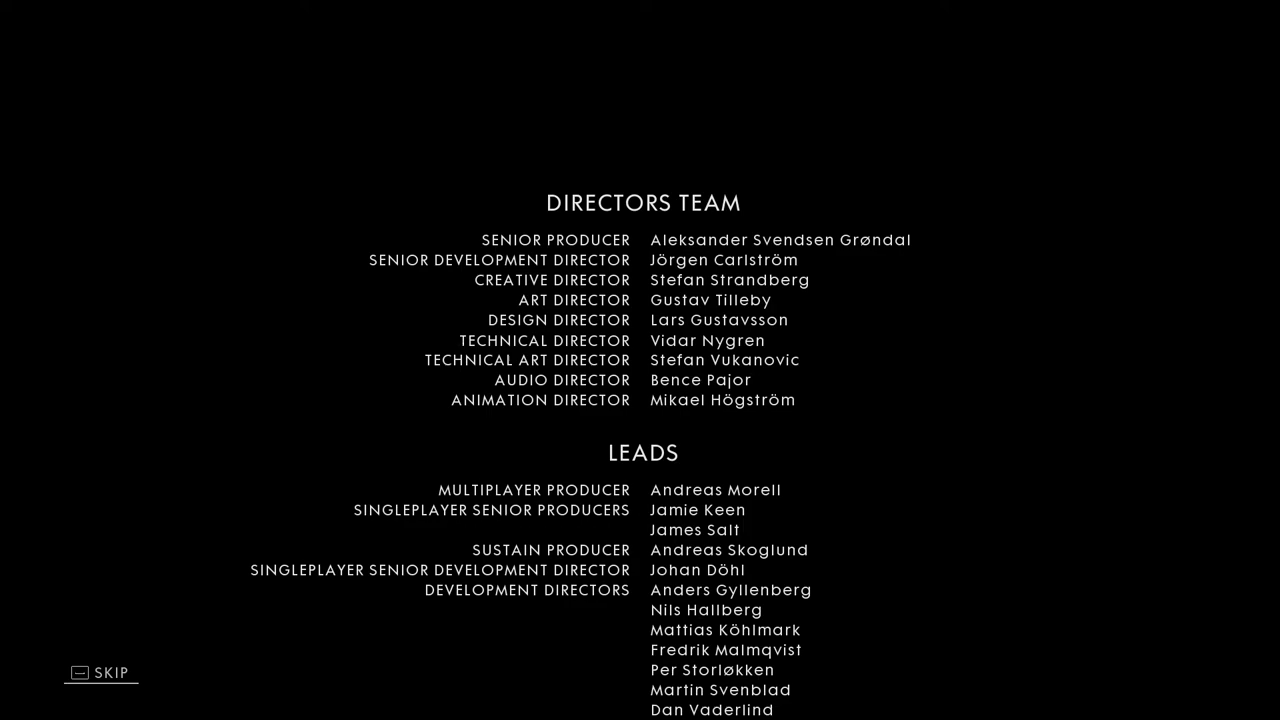 DIRECTORS TEAM
SENIOR PRODUCER Aleksander Svendsen Grøndal
SENIOR DEVELOPMENT DIRECTOR Jörgen Carlström
CREATIVE DIRECTOR Stefan Strandberg
ART DIRECTOR Gustav Tilleby
DESIGN DIRECTOR Lars Gustavsson
TECHNICAL DIRECTOR Vidar Nygren
TECHNICAL ART DIRECTOR Stefan Vukanovic
AUDIO DIRECTOR Bence Pajor
ANIMATION DIRECTOR Mikael Högström
LEADS
MULTIPLAYER PRODUCER Andreas Morell
SINGLEPLAYER SENIOR PRODUCERS Jamie Keen
James Salt
SUSTAIN PRODUCER Andreas Skoglund
SINGLEPLAYER SENIOR DEVELOPMENT DIRECTOR Johan Döhl
DEVELOPMENT DIRECTORS Anders Gyllenberg
Nils Hallberg
Mattias Köhlmark
Fredrik Malmqvist
Per Storløkken
Martin Svenblad
Dan Vaderlind
SKIP